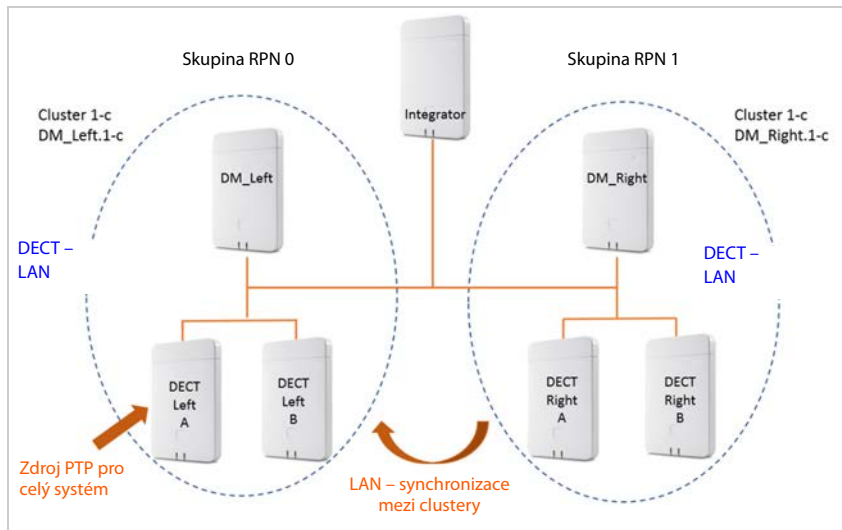 Skupina RPN 0
Skupina RPN 1
Integrator
Cluster 1-c
DM_Left.1-c
Cluster 1-c
DM_Right.1-c
DM_Left
DM_Right
DECT –
LAN
DECT –
LAN
DECT
Left
A
DECT
Left
B
DECT
Right
A
DECT
Right
B
Zdroj PTP pro
celý systém
LAN – synchronizace
mezi clustery